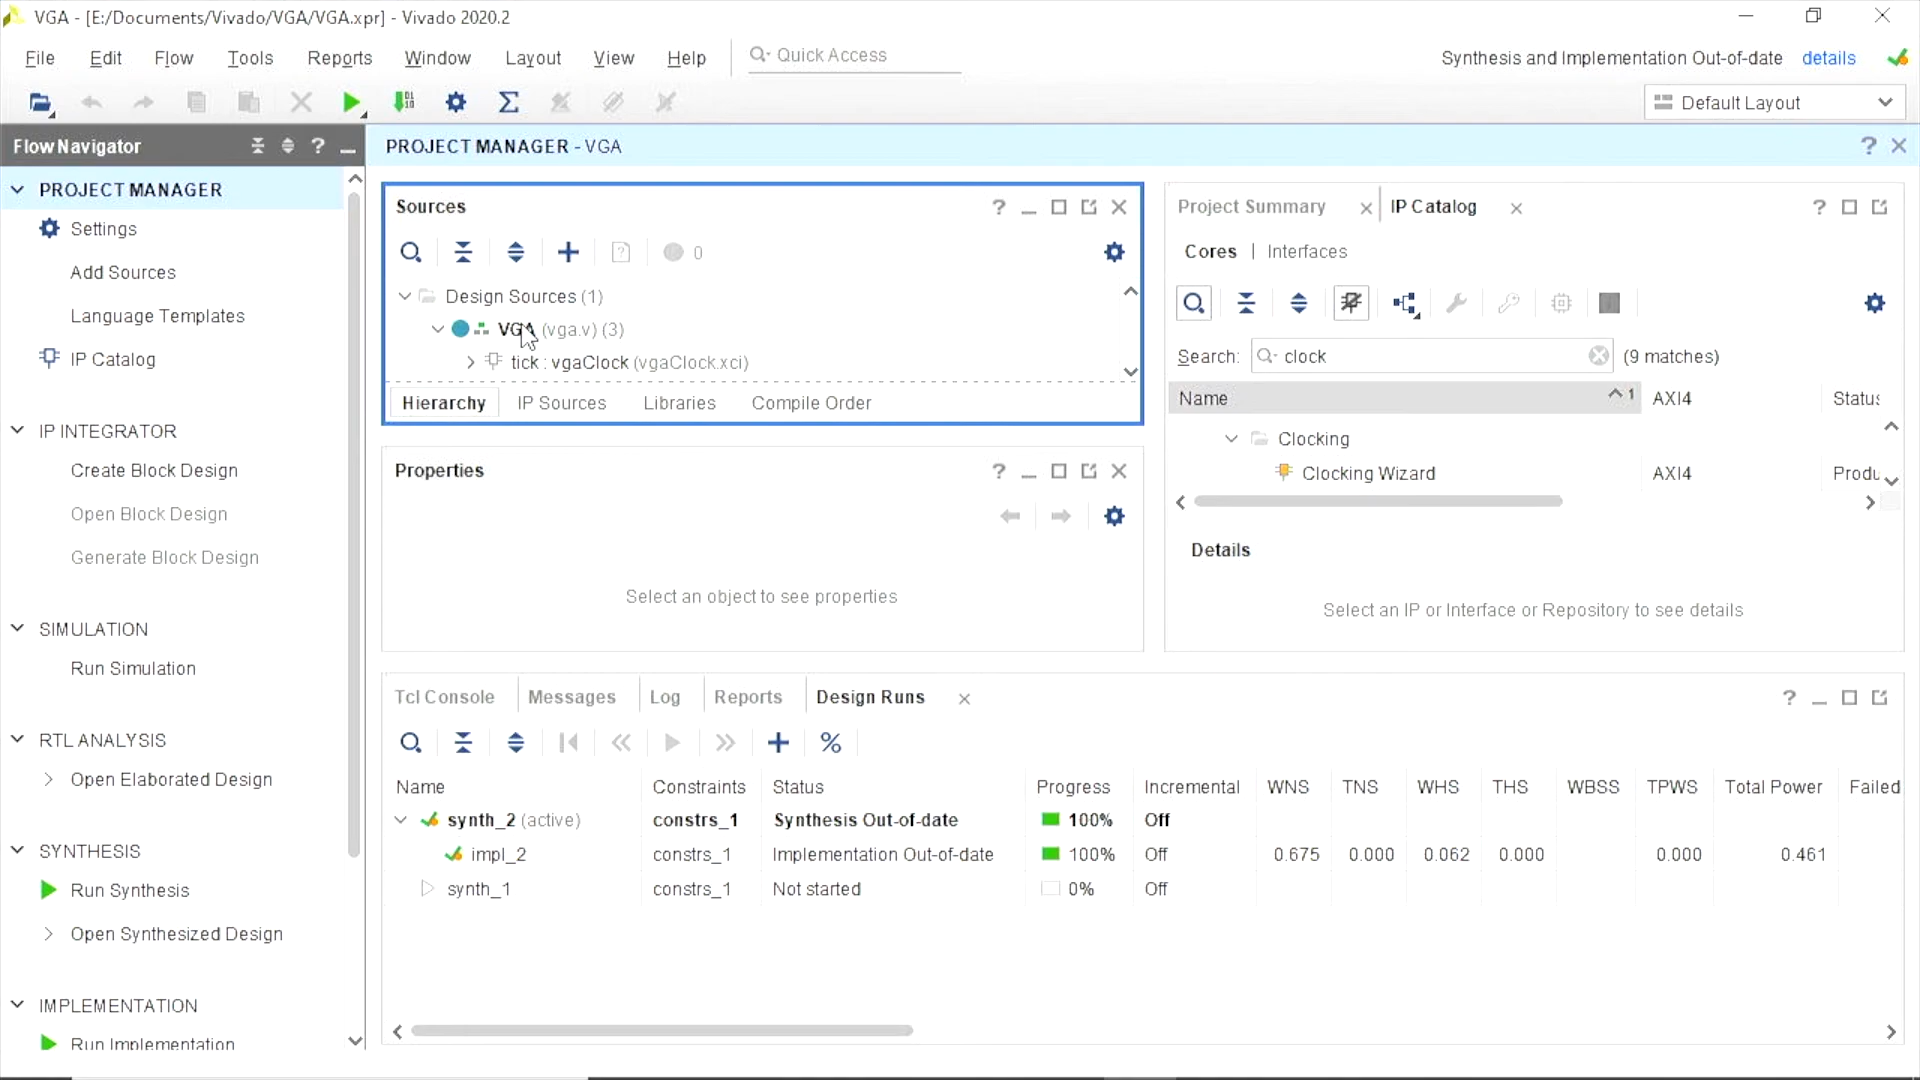 VGA - [E:/Documents/Vivado/VGA/VGA.xpr] - Vivado 2020.2
File Edit Flow Tools Reports Window Layout View Help Quick Access
Synthesis and Implementation Out-of-date details
Default Layout
Flow Navigator
PROJECT MANAGER
Settings
Add Sources
Language Templates
IP Catalog
IP INTEGRATOR
Create Block Design
Open Block Design
Generate Block Design
SIMULATION
Run Simulation
RTL ANALYSIS
Open Elaborated Design
SYNTHESIS
Run Synthesis
Open Synthesized Design
IMPLEMENTATION
Run Implementation
PROJECT MANAGER - VGA
Sources
0
Design Sources (1)
VGA (vga.v) (3)
tick : vgaClock (vgaClock.xci)
Hierarchy IP Sources Libraries Compile Order
Properties
Select an object to see properties
Project Summary IP Catalog
Cores | Interfaces
Search: clock (9 matches)
Name 1 AXI4 Status
Clocking
Clocking Wizard AXI4 Produ
Details
Select an IP or Interface or Repository to see details
Tcl Console Messages Log Reports Design Runs
Name Constraints Status Progress Incremental WNS TNS WHS THS WBSS TPWS Total Power Failed
synth_2 (active) constrs_1 Synthesis Out-of-date 100% Off
impl_2 constrs_1 Implementation Out-of-date 100% Off 0.675 0.000 0.062 0.000 0.000 0.461
synth_1 constrs_1 Not started 0% Off